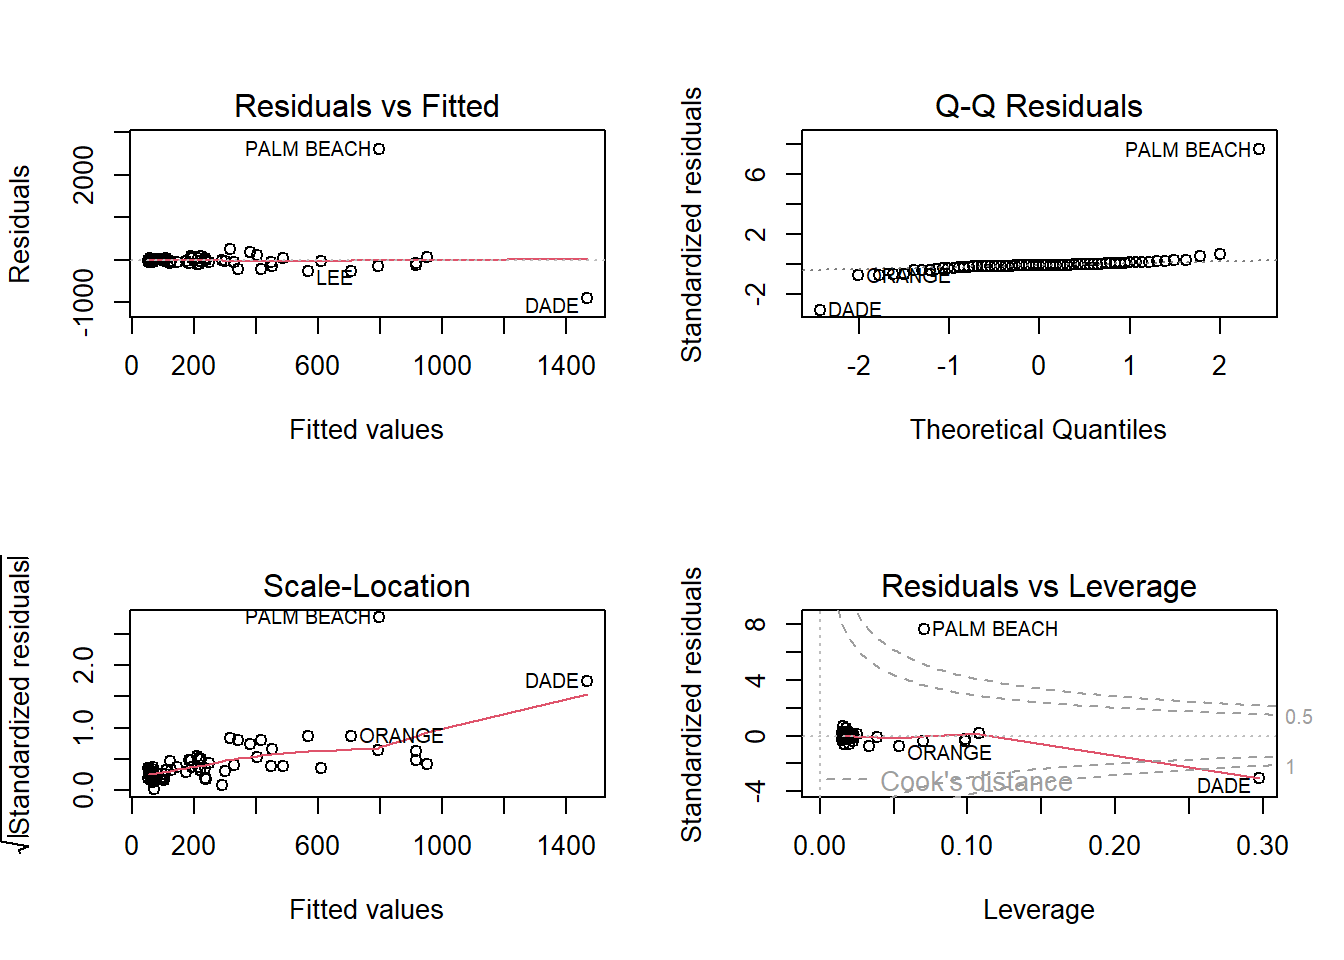 Residuals vs Fitted
Residuals
-1000
2000
PALM BEACH
LEE
DADE
0 200 600 1000 1400
Fitted values
Q-Q Residuals
Standardized residuals
-2 2 6
PALM BEACH
ORANGE
DADE
-2 -1 0 1 2
Theoretical Quantiles
Scale-Location
√|Standardized residuals|
0.0 1.0 2.0
PALM BEACH
DADE
ORANGE
0 200 600 1000 1400
Fitted values
Residuals vs Leverage
Standardized residuals
-4 0 4 8
PALM BEACH
0.5
ORANGE
1
Cook's distance
DADE
0.00 0.10 0.20 0.30
Leverage